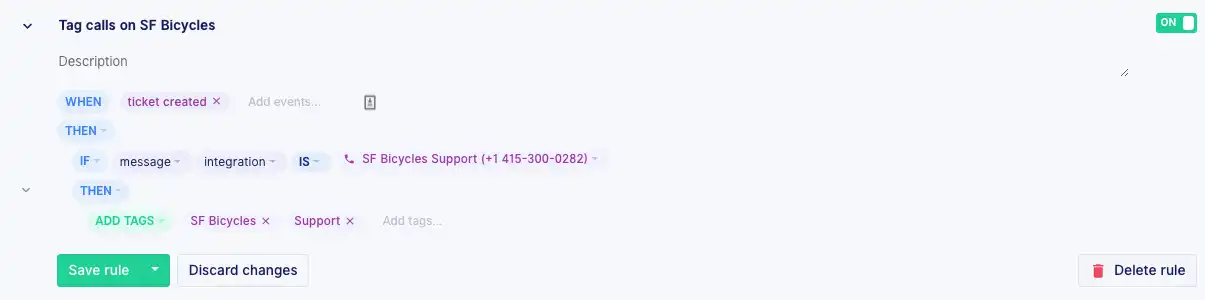 Tag calls on SF Bicycles
ON
Description
WHEN ticket created × Add events...
THEN
IF message integration IS SF Bicycles Support (+1 415-300-0282)
THEN
ADD TAGS SF Bicycles × Support × Add tags...
Save rule Discard changes Delete rule